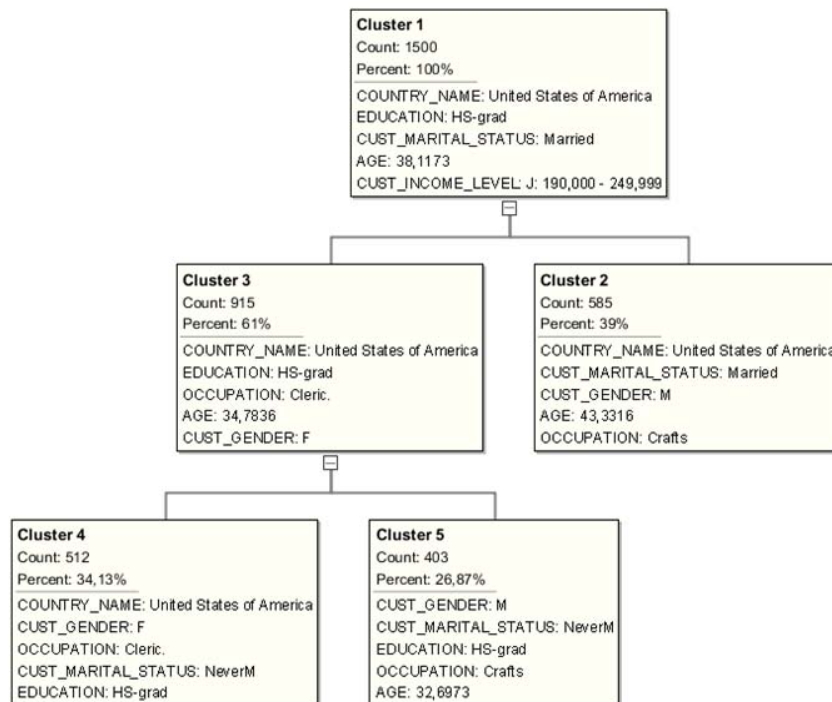 Cluster 1
Count: 1500
Percent: 100%
COUNTRY_NAME: United States of America
EDUCATION: HS-grad
CUST_MARITAL_STATUS: Married
AGE: 38,1173
CUST_INCOME_LEVEL: J: 190,000 - 249,999
Cluster 3
Count: 915
Percent: 61%
COUNTRY_NAME: United States of America
EDUCATION: HS-grad
OCCUPATION: Cleric.
AGE: 34,7836
CUST_GENDER: F
Cluster 2
Count: 585
Percent: 39%
COUNTRY_NAME: United States of America
CUST_MARITAL_STATUS: Married
CUST_GENDER: M
AGE: 43,3316
OCCUPATION: Crafts
Cluster 4
Count: 512
Percent: 34,13%
COUNTRY_NAME: United States of America
CUST_GENDER: F
OCCUPATION: Cleric.
CUST_MARITAL_STATUS: NeverM
EDUCATION: HS-grad
Cluster 5
Count: 403
Percent: 26,87%
CUST_GENDER: M
CUST_MARITAL_STATUS: NeverM
EDUCATION: HS-grad
OCCUPATION: Crafts
AGE: 32,6973